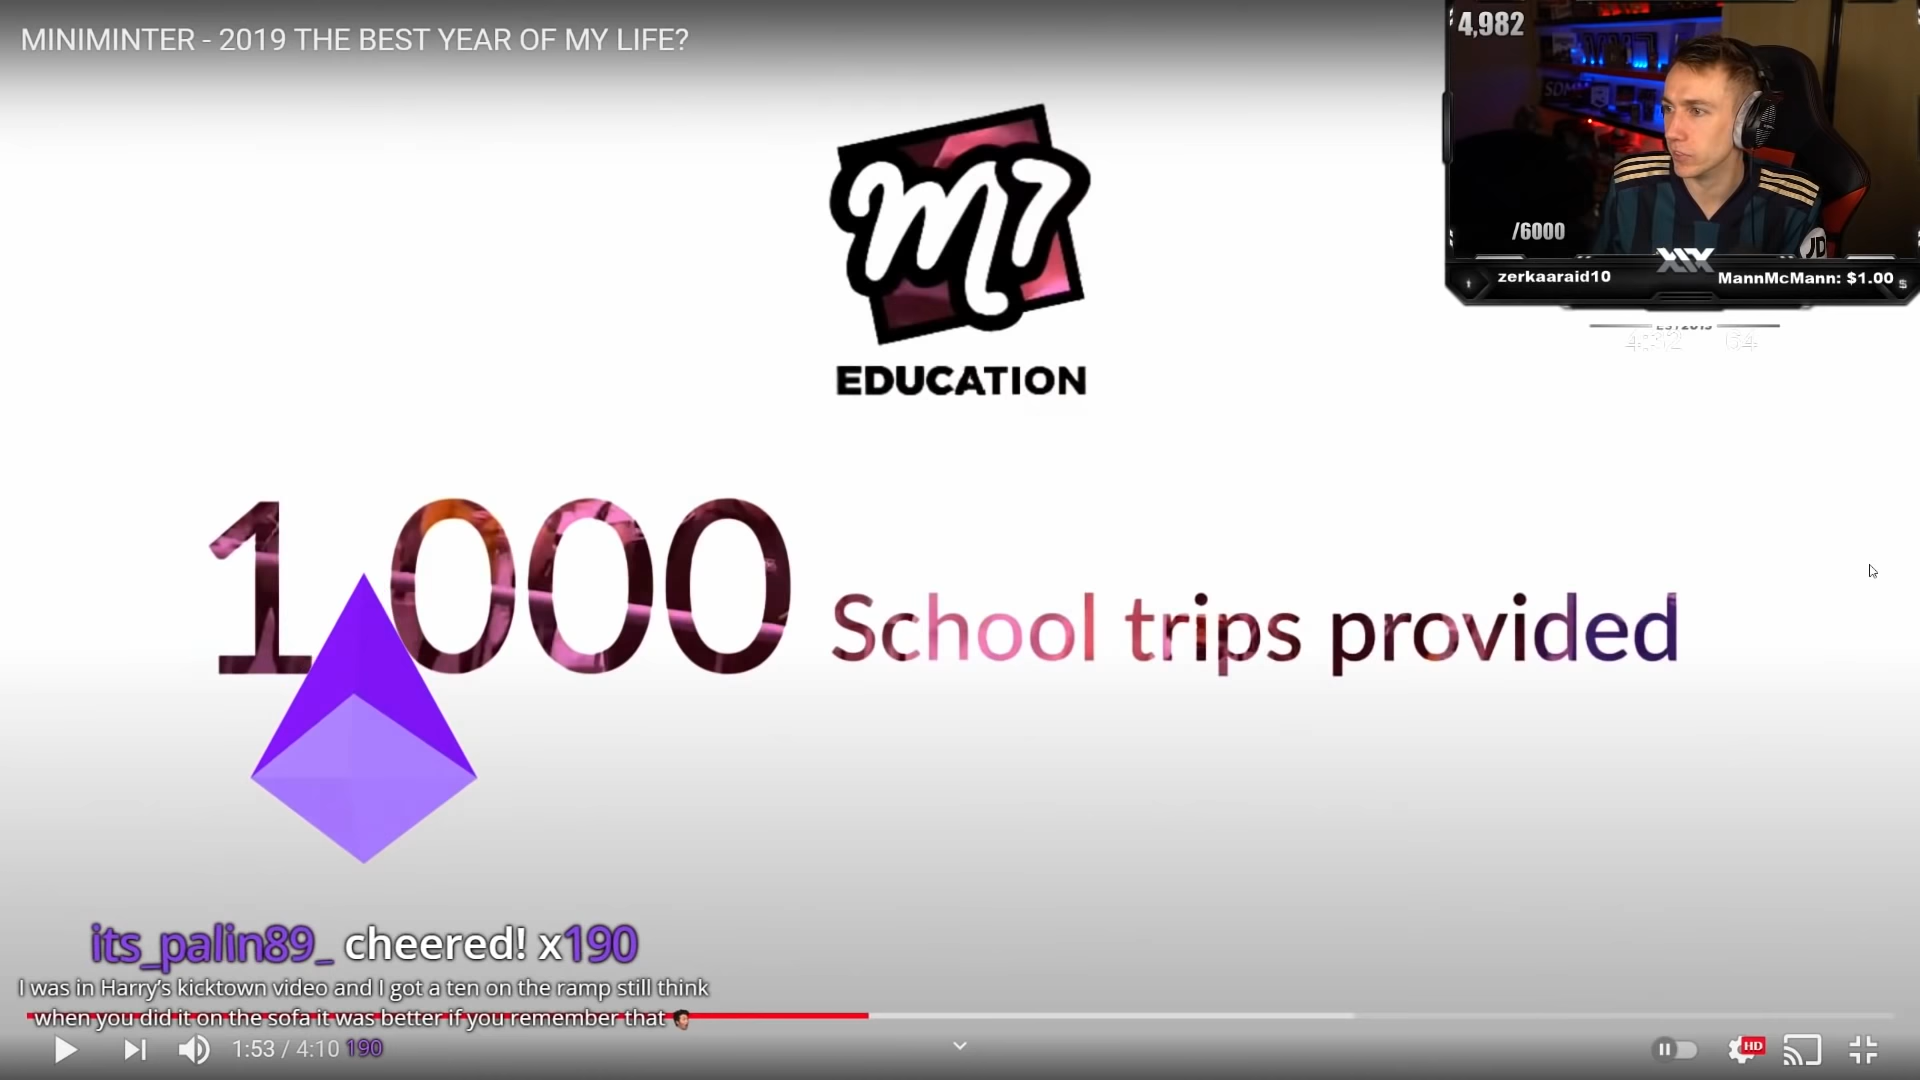 MINIMINTER - 2019 THE BEST YEAR OF MY LIFE?
4,982
SDM
/6000
JD
XIX
zerkaaraid10
MannMcMann: $1.00
M7
EDUCATION
1,000 School trips provided
its_palin89_ cheered! x190
I was in Harry's kicktown video and I got a ten on the ramp still think
when you did it on the sofa it was better if you remember that
1:53 / 4:10 190
HD